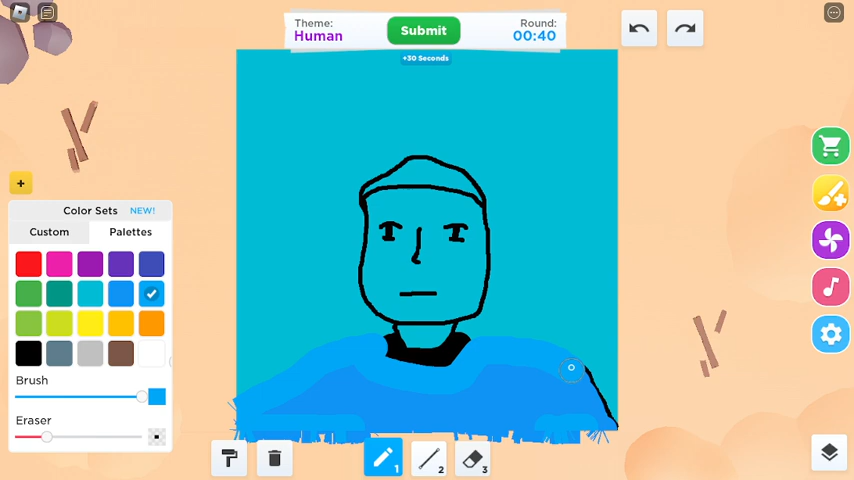 Theme:
Human
Submit
Round:
00:40
+30 Seconds
+
Color Sets NEW!
Custom Palettes
Brush
Eraser
1
2
3